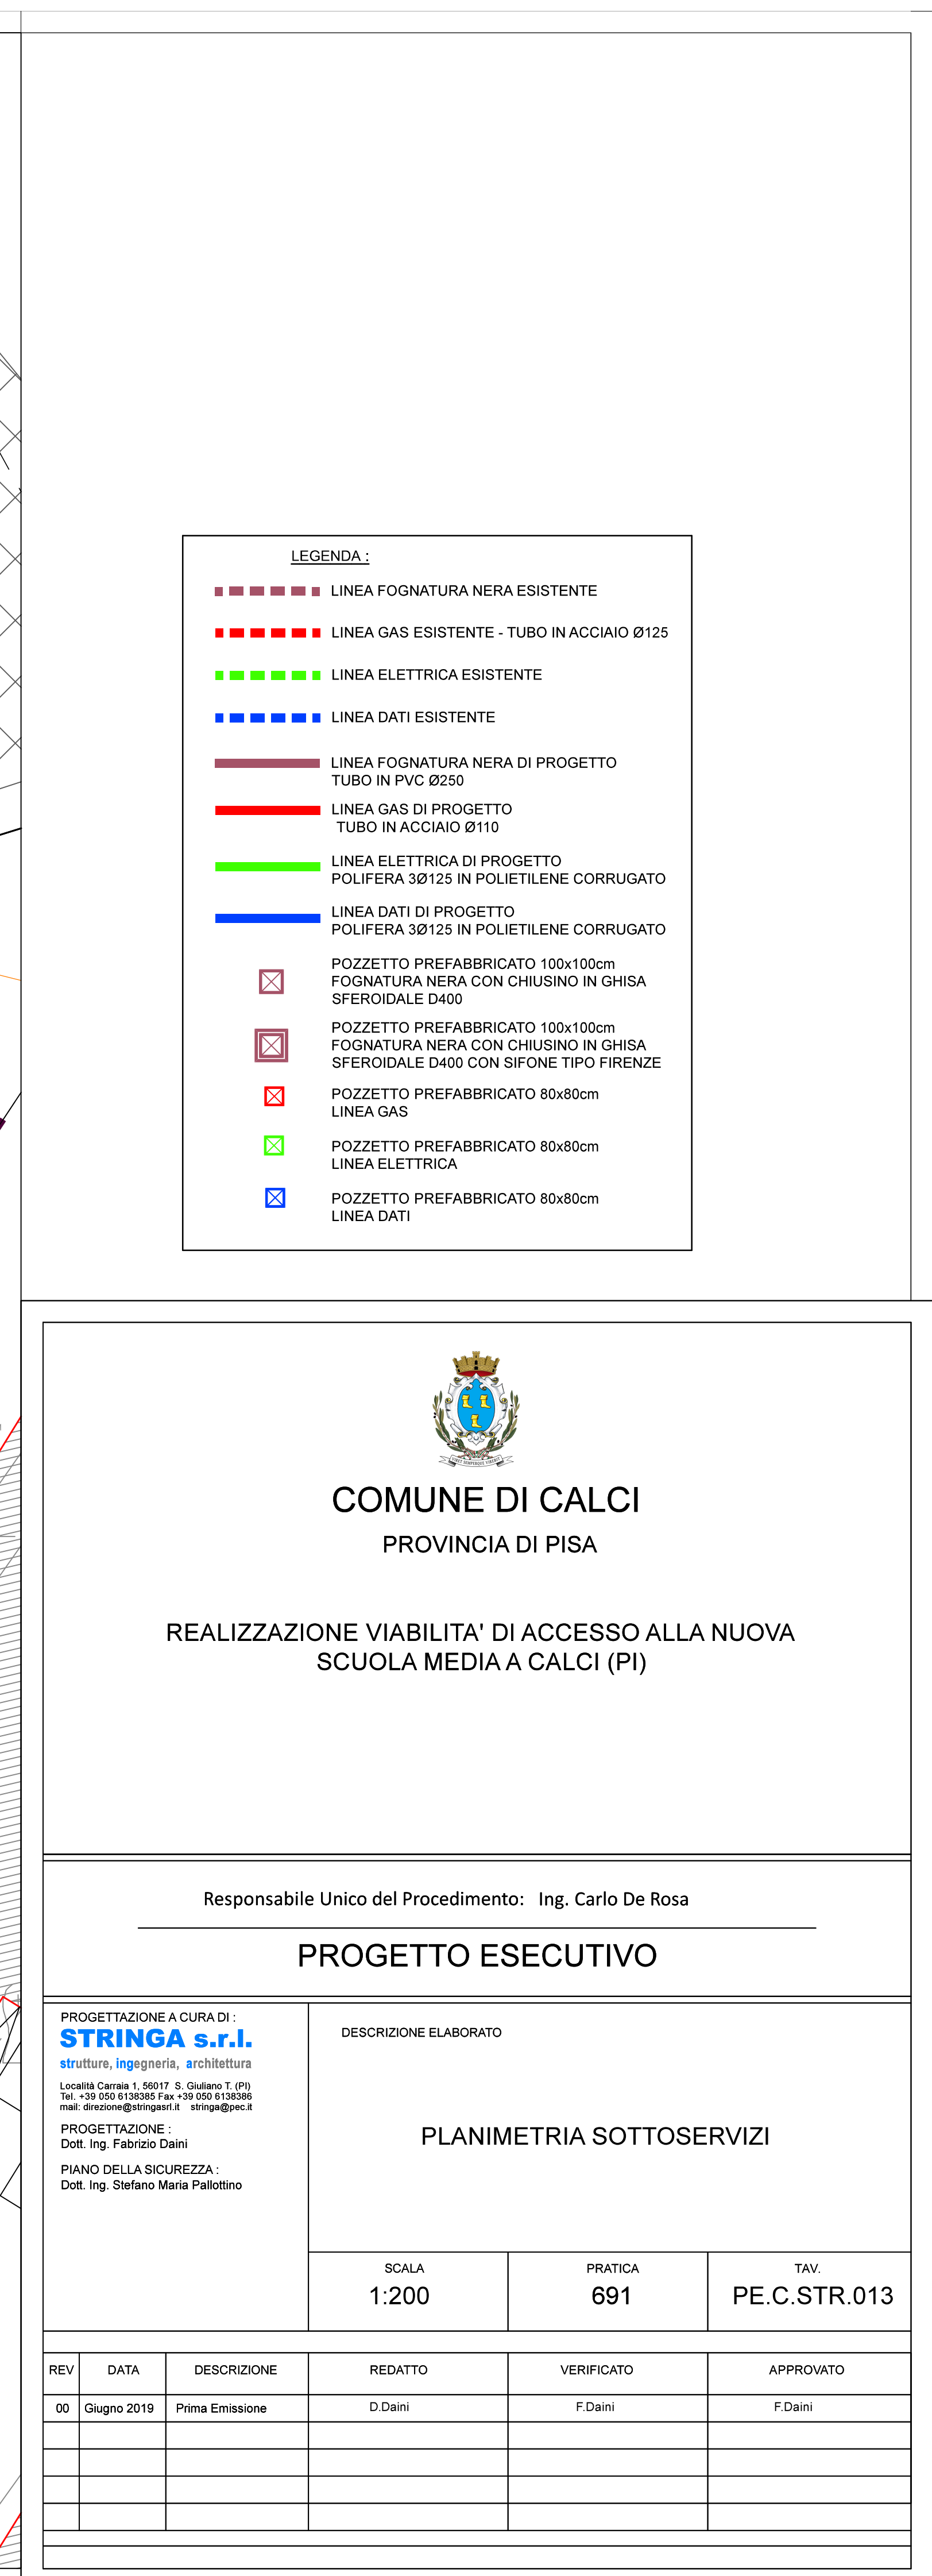 LEGENDA :
LINEA FOGNATURA NERA ESISTENTE
LINEA GAS ESISTENTE - TUBO IN ACCIAIO Ø125
LINEA ELETTRICA ESISTENTE
LINEA DATI ESISTENTE
LINEA FOGNATURA NERA DI PROGETTO
TUBO IN PVC Ø250
LINEA GAS DI PROGETTO
TUBO IN ACCIAIO Ø110
LINEA ELETTRICA DI PROGETTO
POLIFERA 3Ø125 IN POLIETILENE CORRUGATO
LINEA DATI DI PROGETTO
POLIFERA 3Ø125 IN POLIETILENE CORRUGATO
POZZETTO PREFABBRICATO 100x100cm
FOGNATURA NERA CON CHIUSINO IN GHISA
SFEROIDALE D400
POZZETTO PREFABBRICATO 100x100cm
FOGNATURA NERA CON CHIUSINO IN GHISA
SFEROIDALE D400 CON SIFONE TIPO FIRENZE
POZZETTO PREFABBRICATO 80x80cm
LINEA GAS
POZZETTO PREFABBRICATO 80x80cm
LINEA ELETTRICA
POZZETTO PREFABBRICATO 80x80cm
LINEA DATI
COMUNE DI CALCI
PROVINCIA DI PISA
REALIZZAZIONE VIABILITA' DI ACCESSO ALLA NUOVA
SCUOLA MEDIA A CALCI (PI)
Responsabile Unico del Procedimento: Ing. Carlo De Rosa
PROGETTO ESECUTIVO
PROGETTAZIONE A CURA DI :
STRINGA s.r.l.
strutture, ingegneria, architettura
Località Carraia 1, 56017 S. Giuliano T. (PI)
Tel. +39 050 6138385 Fax +39 050 6138386
mail: direzione@stringasrl.it stringa@pec.it
PROGETTAZIONE :
Dott. Ing. Fabrizio Daini
PIANO DELLA SICUREZZA :
Dott. Ing. Stefano Maria Pallottino
DESCRIZIONE ELABORATO
PLANIMETRIA SOTTOSERVIZI
SCALA PRATICA TAV.
1:200 691 PE.C.STR.013
REV DATA DESCRIZIONE REDATTO VERIFICATO APPROVATO
00 Giugno 2019 Prima Emissione D.Daini F.Daini F.Daini